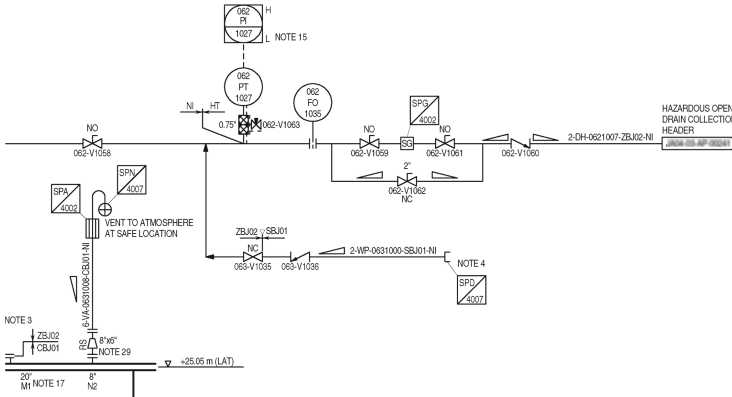 062
PI
1027
H
L
NOTE 15
062
PT
1027
062
FO
1035
NI
HT
0.75"
062-V1063
SPG
4002
HAZARDOUS OPEN
DRAIN COLLECTION
HEADER
NO
062-V1058
NO
062-V1059
SG
NO
062-V1061
062-V1060
2-DH-0621007-ZBJ02-NI
2"
062-V1062
NC
SPA
4002
SPN
4007
VENT TO ATMOSPHERE
AT SAFE LOCATION
ZBJ02
SBJ01
NC
063-V1035
063-V1036
2-WP-0631000-SBJ01-NI
NOTE 4
SPD
4007
6-VA-0631008-CBJ01-NI
NOTE 3
ZBJ02
CBJ01
RS
8"x6"
NOTE 29
+25.05 m (LAT)
20"
M1
NOTE 17
8"
N2